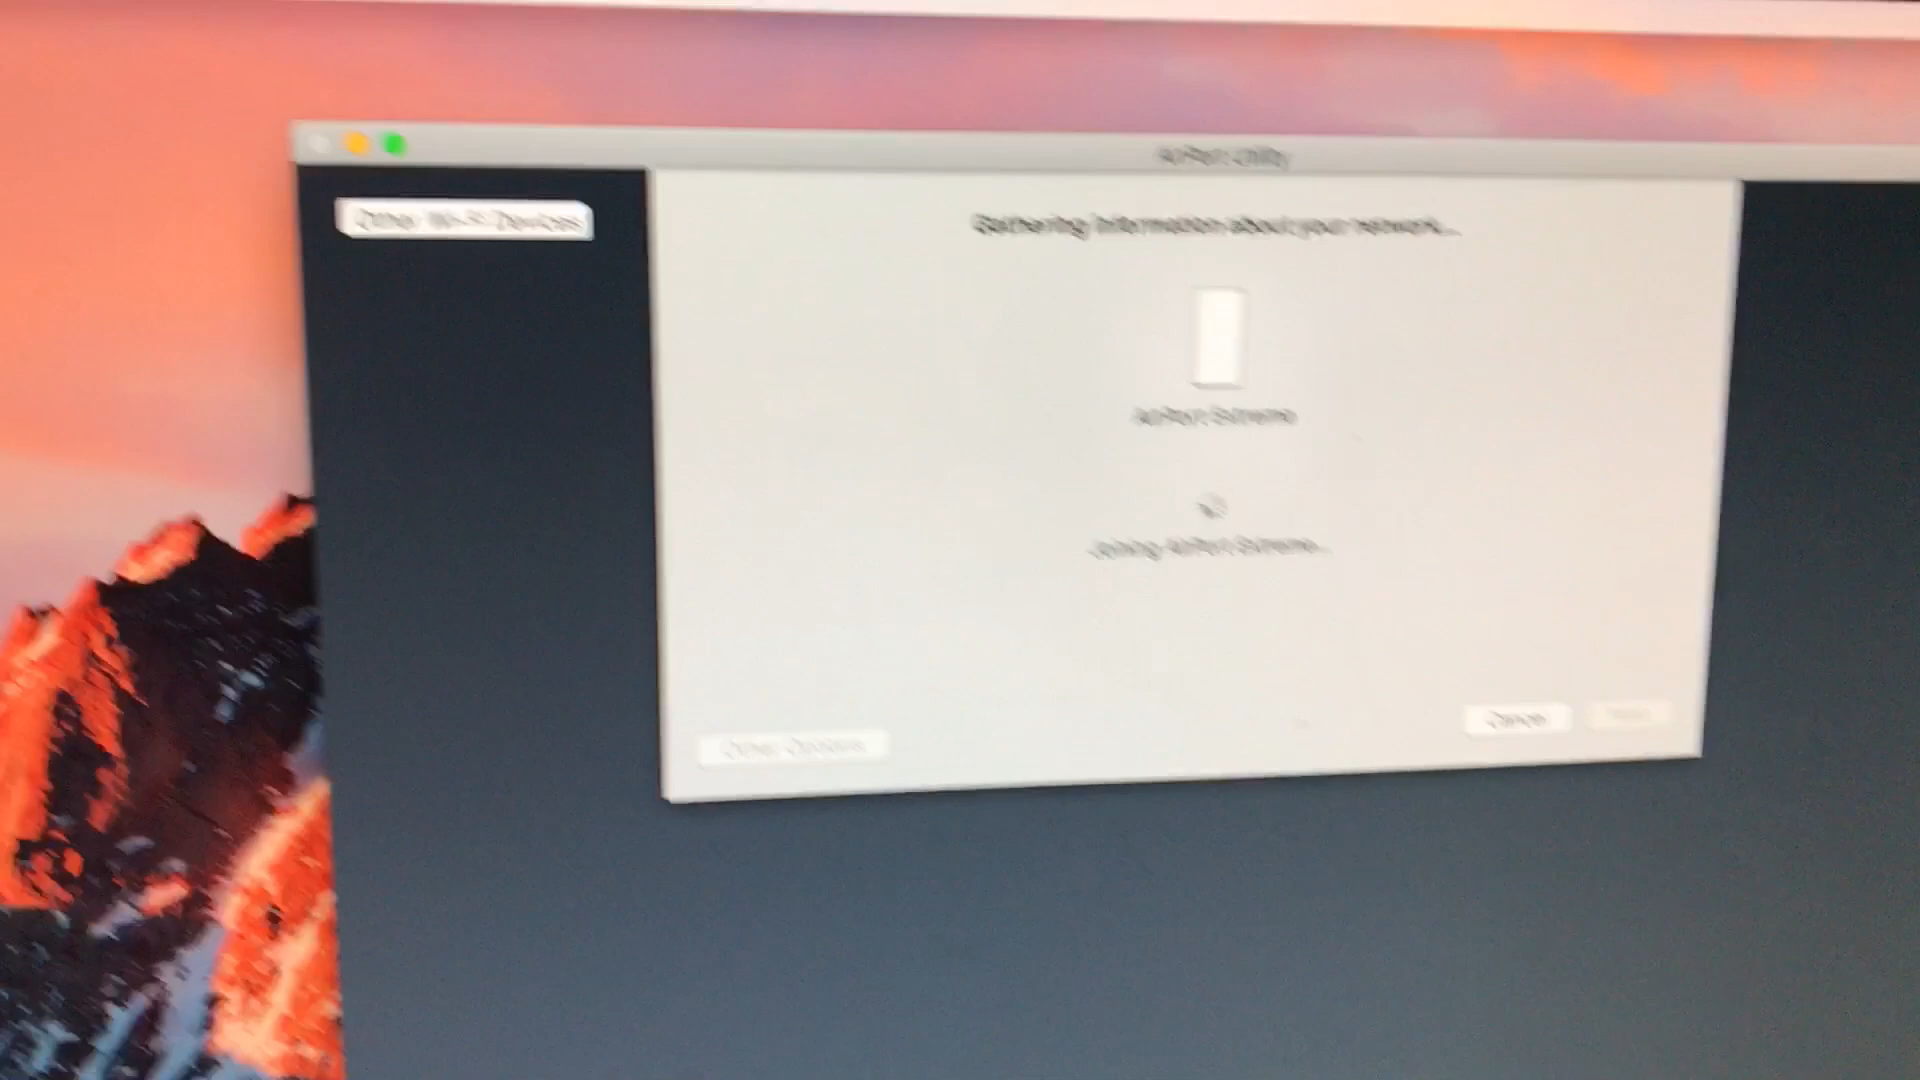 AirPort Utility
Other Wi-Fi Devices
Gathering information about your network...
AirPort Extreme
Joining AirPort Extreme...
Other Options
Cancel
Next